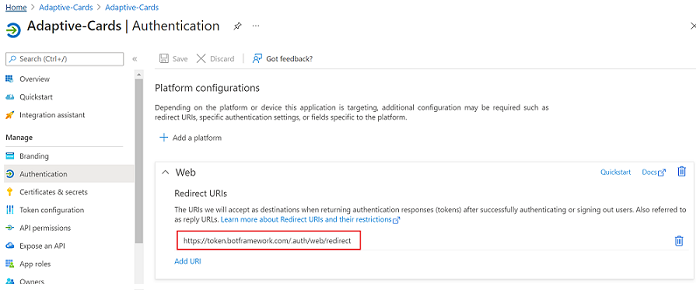 Home > Adaptive-Cards > Adaptive-Cards
Adaptive-Cards | Authentication
Search (Ctrl+/)
Save
Discard
Got feedback?
Overview
Quickstart
Integration assistant
Manage
Branding
Authentication
Certificates & secrets
Token configuration
API permissions
Expose an API
App roles
Owners
Platform configurations
Depending on the platform or device this application is targeting, additional configuration may be required such as
redirect URIs, specific authentication settings, or fields specific to the platform.
Add a platform
Web
Quickstart
Docs
Redirect URIs
The URIs we will accept as destinations when returning authentication responses (tokens) after successfully authenticating or signing out users. Also referred to
as reply URLs. Learn more about Redirect URIs and their restrictions
https://token.botframework.com/.auth/web/redirect
Add URI